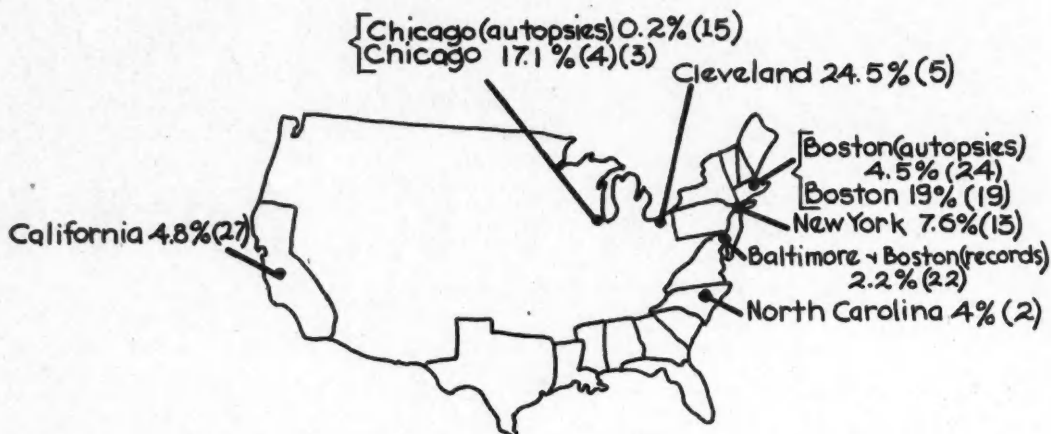 Chicago (autopsies) 0.2% (15)
Chicago 17.1% (4)(3)
Cleveland 24.5% (5)
Boston (autopsies)
4.5% (24)
Boston 19% (19)
New York 7.6% (13)
California 4.8% (27)
Baltimore + Boston (records)
2.2% (22)
North Carolina 4% (2)